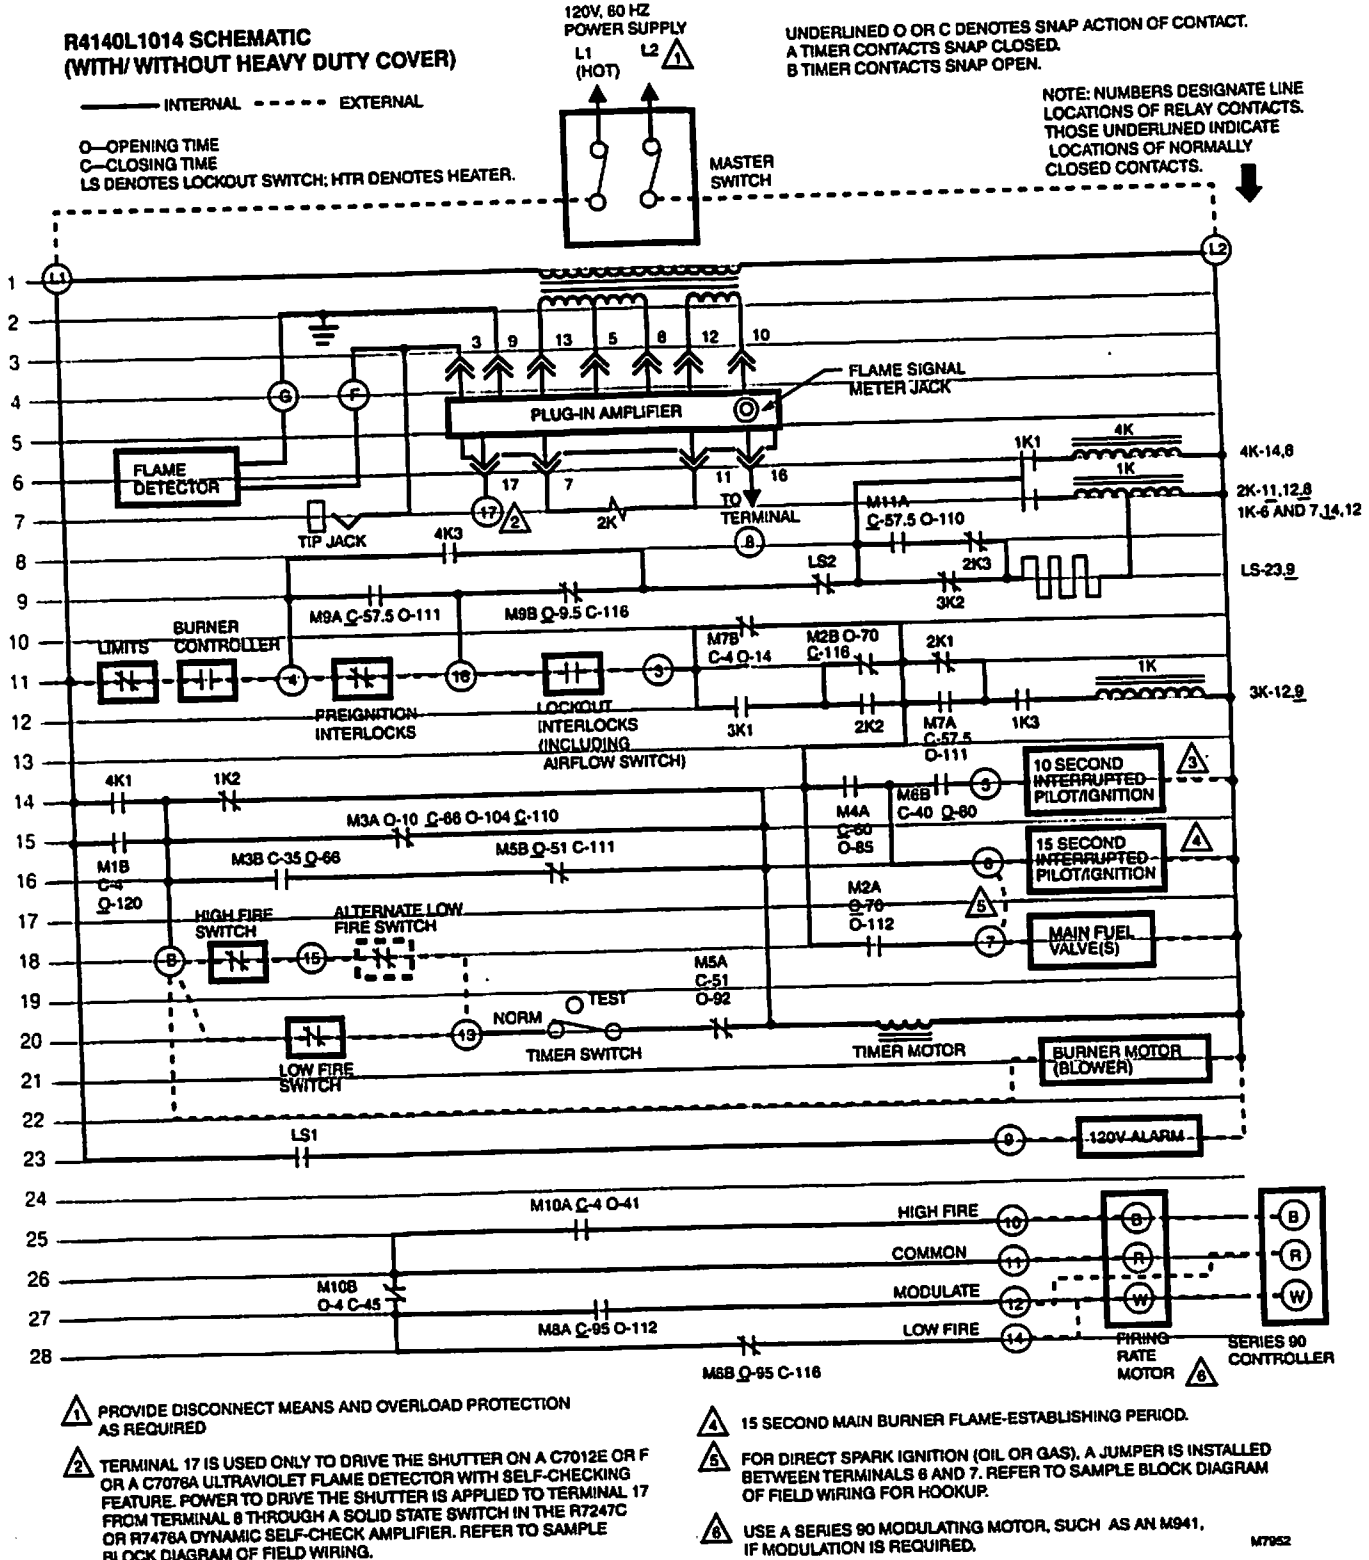 R4140L1014 SCHEMATIC
(WITH/ WITHOUT HEAVY DUTY COVER)
INTERNAL
EXTERNAL
O—OPENING TIME
C—CLOSING TIME
LS DENOTES LOCKOUT SWITCH; HTR DENOTES HEATER.
120V, 60 HZ
POWER SUPPLY
L1
(HOT)
L2
1
MASTER
SWITCH
UNDERLINED O OR C DENOTES SNAP ACTION OF CONTACT.
A TIMER CONTACTS SNAP CLOSED.
B TIMER CONTACTS SNAP OPEN.
NOTE: NUMBERS DESIGNATE LINE
LOCATIONS OF RELAY CONTACTS.
THOSE UNDERLINED INDICATE
LOCATIONS OF NORMALLY
CLOSED CONTACTS.
L1
L2
1
2
3
4
5
6
7
8
9
10
11
12
13
14
15
16
17
18
19
20
21
22
23
24
25
26
27
28
3
9
13
5
8
12
10
G
F
PLUG-IN AMPLIFIER
FLAME SIGNAL
METER JACK
FLAME
DETECTOR
17
7
11
16
17
2
2K
TO
TERMINAL
8
TIP JACK
1K1
4K
1K
4K-14,8
2K-11,12,8
1K-6 AND 7,14,12
LS-23,9
4K3
M11A
C-57.5 O-110
LS2
2K3
3K2
M9A C-57.5 O-111
M9B O-9.5 C-116
LIMITS
BURNER
CONTROLLER
4
16
3
PREIGNITION
INTERLOCKS
LOCKOUT
INTERLOCKS
(INCLUDING
AIRFLOW SWITCH)
M7B
C-4 O-14
M2B O-70
C-116
2K1
3K1
2K2
M7A
C-57.5
O-111
1K3
1K
3K-12,9
4K1
1K2
M3A O-10 C-66 O-104 C-110
M1B
C-4
O-120
M3B C-35 O-66
M5B O-51 C-111
M4A
C-60
O-85
M6B
C-40 O-80
5
10 SECOND
INTERRUPTED
PILOT/IGNITION
3
6
15 SECOND
INTERRUPTED
PILOT/IGNITION
4
M2A
O-70
O-112
5
7
MAIN FUEL
VALVE(S)
HIGH FIRE
SWITCH
ALTERNATE LOW
FIRE SWITCH
15
M5A
C-51
O-92
LOW FIRE
SWITCH
13
NORM
TEST
TIMER SWITCH
TIMER MOTOR
BURNER MOTOR
(BLOWER)
LS1
9
120V ALARM
M10A C-4 O-41
HIGH FIRE
10
B
B
COMMON
11
R
R
M10B
O-4 C-45
MODULATE
12
W
W
M8A C-95 O-112
LOW FIRE
14
M8B O-95 C-116
FIRING
RATE
MOTOR
6
SERIES 90
CONTROLLER
1 PROVIDE DISCONNECT MEANS AND OVERLOAD PROTECTION
AS REQUIRED
2 TERMINAL 17 IS USED ONLY TO DRIVE THE SHUTTER ON A C7012E OR F
OR A C7076A ULTRAVIOLET FLAME DETECTOR WITH SELF-CHECKING
FEATURE. POWER TO DRIVE THE SHUTTER IS APPLIED TO TERMINAL 17
FROM TERMINAL 8 THROUGH A SOLID STATE SWITCH IN THE R7247C
OR R7476A DYNAMIC SELF-CHECK AMPLIFIER. REFER TO SAMPLE
BLOCK DIAGRAM OF FIELD WIRING.
4 15 SECOND MAIN BURNER FLAME-ESTABLISHING PERIOD.
5 FOR DIRECT SPARK IGNITION (OIL OR GAS), A JUMPER IS INSTALLED
BETWEEN TERMINALS 6 AND 7. REFER TO SAMPLE BLOCK DIAGRAM
OF FIELD WIRING FOR HOOKUP.
6 USE A SERIES 90 MODULATING MOTOR, SUCH AS AN M941,
IF MODULATION IS REQUIRED.
M7952